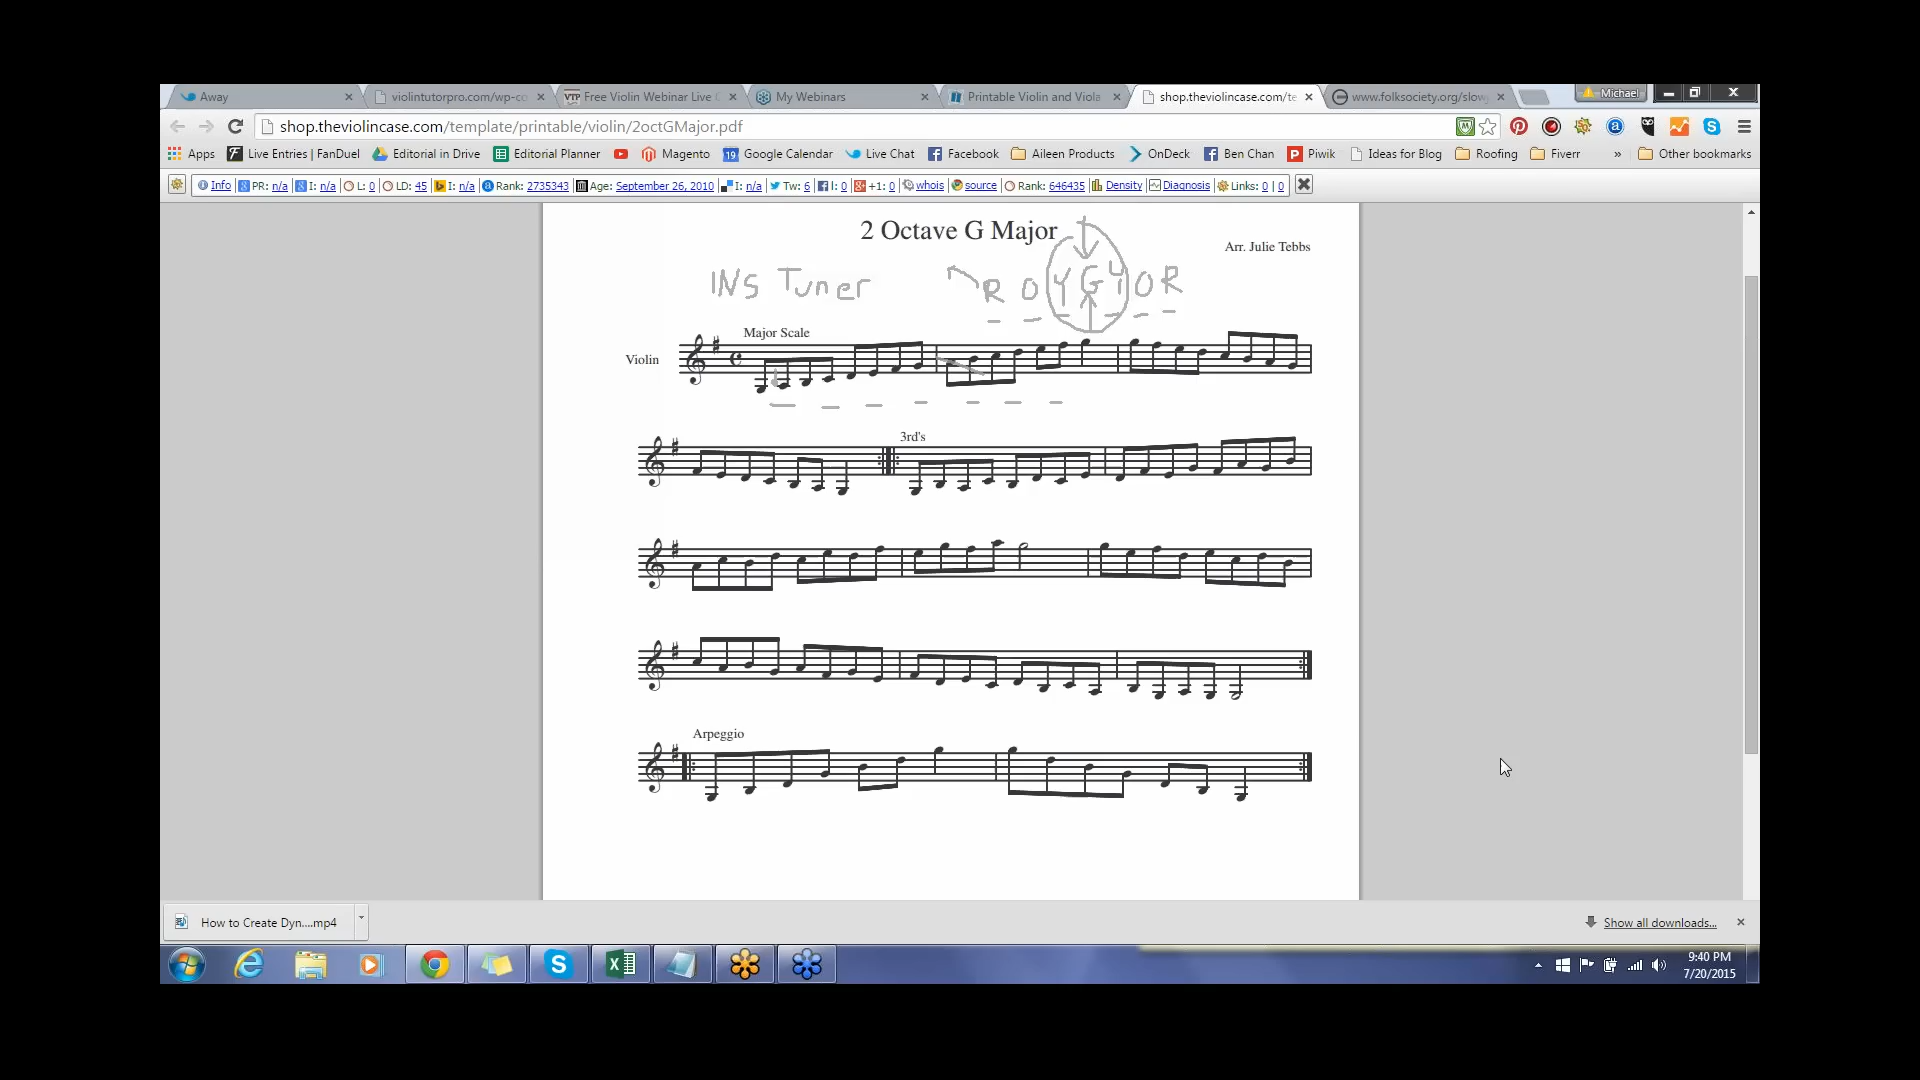 Away violintutorpro.com/wp-co VTP Free Violin Webinar Live My Webinars Printable Violin and Viola shop.theviolincase.com/te www.folksociety.org/slow Michael
shop.theviolincase.com/template/printable/violin/2octGMajor.pdf
Apps Live Entries | FanDuel Editorial in Drive Editorial Planner Magento 19 Google Calendar Live Chat Facebook Aileen Products OnDeck Ben Chan Piwik Ideas for Blog Roofing Fiverr » Other bookmarks
Info PR: n/a I: n/a L: 0 LD: 45 I: n/a Rank: 2735343 Age: September 26, 2010 I: n/a Tw: 6 I: 0 +1: 0 whois source Rank: 646435 Density Diagnosis Links: 0 | 0
2 Octave G Major
Arr. Julie Tebbs
INS Tuner R O Y G Y O R
Major Scale
Violin
3rd's
Arpeggio
How to Create Dyn....mp4 Show all downloads...
9:40 PM
7/20/2015